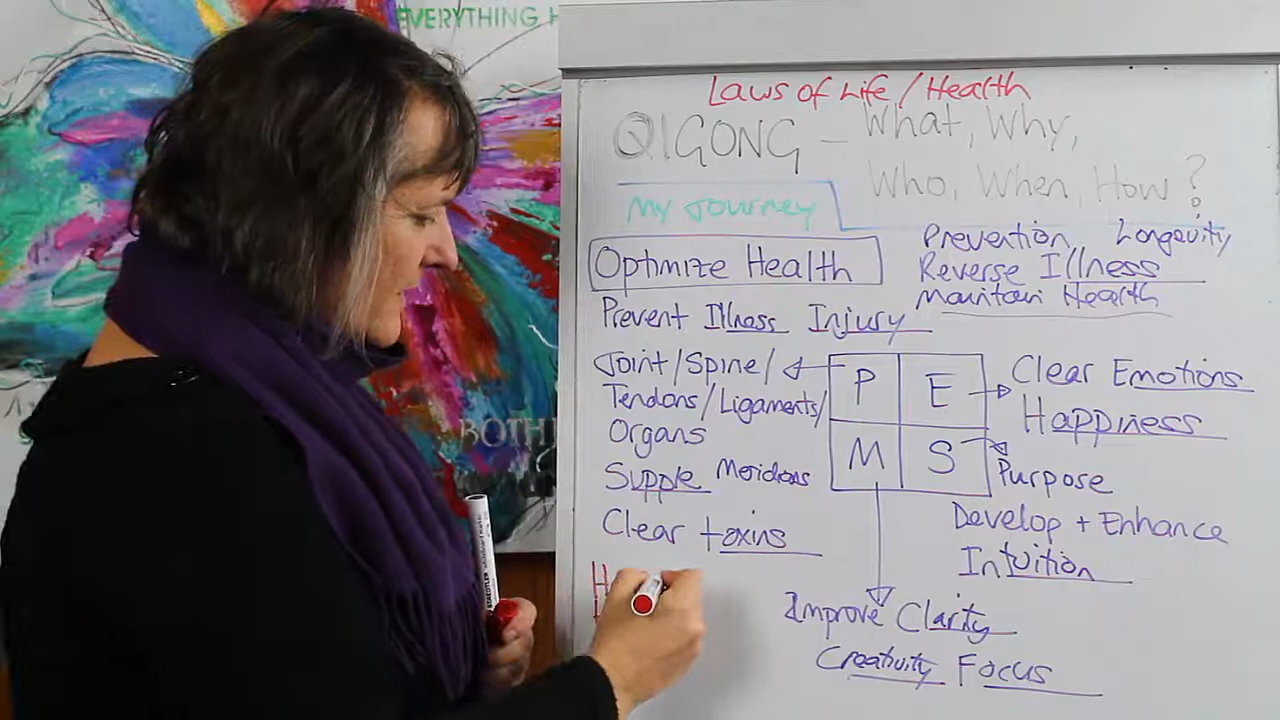 EVERYTHING H
BOTH
Laws of Life / Health
QIGONG – What, Why,
Who, When, How?
My Journey
Prevention, Longevity
Optimize Health
Reverse Illness
Maintain Health
Prevent Illness Injury
Joint/Spine/
Tendons/Ligaments/
Organs
Supple Meridians
Clear toxins
H
P E
M S
Clear Emotions
Happiness
Purpose
Develop + Enhance
Intuition
Improve Clarity
Creativity Focus
STAEDTLER